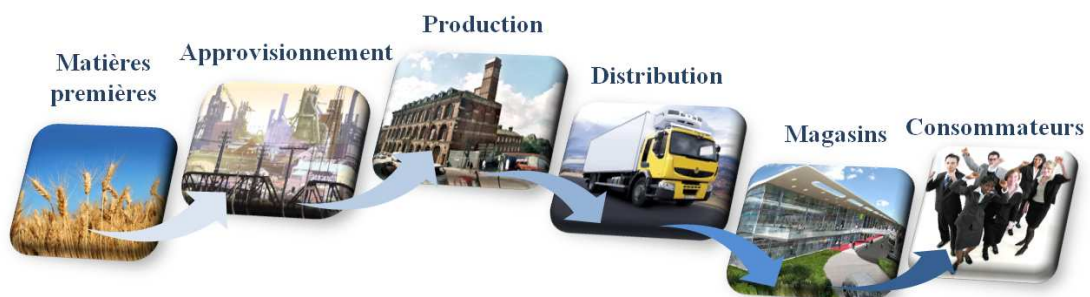 Matières
premières
Approvisionnement
Production
Distribution
Magasins
Consommateurs